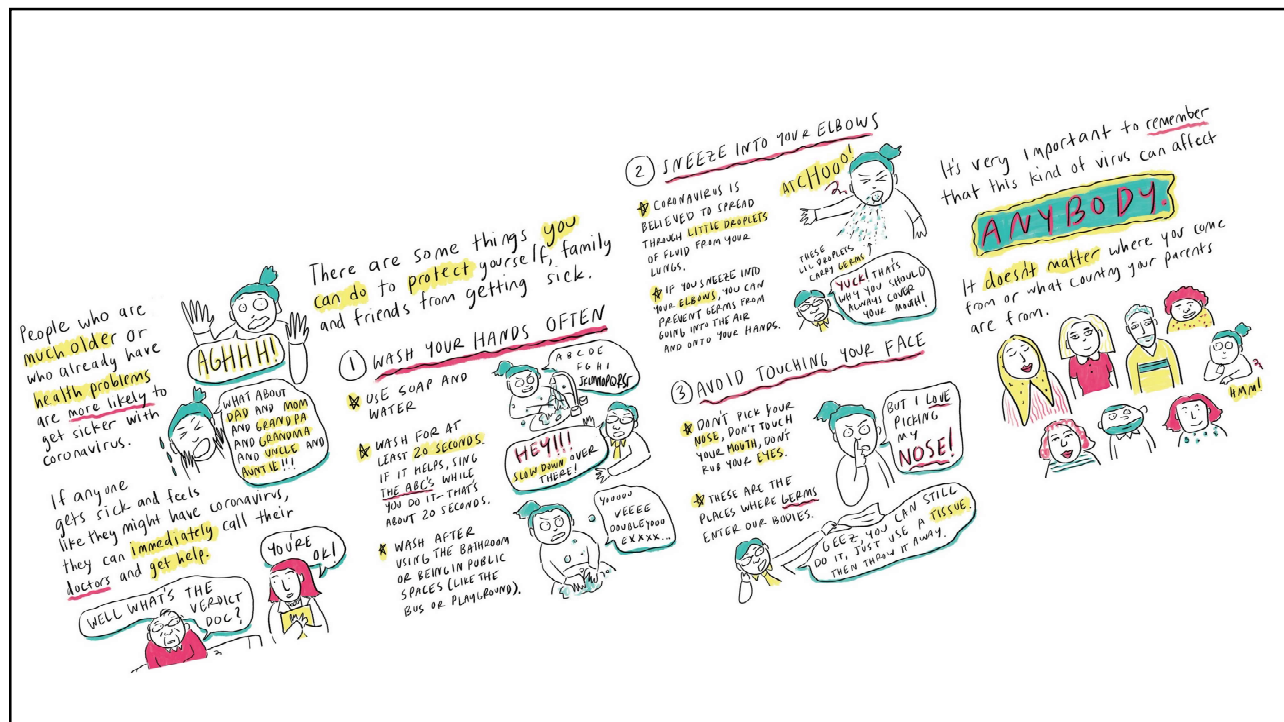 People who are
much older or
who already have
health problems
are more likely to
get sicker with
coronavirus.
AGHHH!
WHAT ABOUT
DAD AND MOM
AND GRANDPA
AND GRANDMA
AND UNCLE AND
AUNTIE!!!
If anyone
gets sick and feels
like they might have coronavirus,
they can immediately call their
doctors and get help.
YOU'RE
OK!
WELL WHAT'S THE
VERDICT
DOC?
There are some things you
can do to protect yourself, family
and friends from getting sick.
1 WASH YOUR HANDS OFTEN
USE SOAP AND
WATER
WASH FOR AT
LEAST 20 SECONDS.
IF IT HELPS, SING
THE ABC'S WHILE
YOU DO IT-THAT'S
ABOUT 20 SECONDS.
WASH AFTER
USING THE BATHROOM
OR BEING IN PUBLIC
SPACES (LIKE THE
BUS OR PLAYGROUND).
A B C D E
F G H I
JKLMNOPQRST
HEY!!!
SLOW DOWN OVER
THERE!
YOOOOU
VEEEE
DOUBLEYOOO
EXXXX...
2 SNEEZE INTO YOUR ELBOWS
CORONAVIRUS IS
BELIEVED TO SPREAD
THROUGH LITTLE DROPLETS
OF FLUID FROM YOUR
LUNGS.
IF YOU SNEEZE INTO
YOUR ELBOWS, YOU CAN
PREVENT GERMS FROM
GOING INTO THE AIR
AND ONTO YOUR HANDS.
ATCHOOO!
THESE
LIL DROPLETS
CARRY GERMS
YUCK! THAT'S
WHY YOU SHOULD
ALWAYS COVER
YOUR MOUTH!
3 AVOID TOUCHING YOUR FACE
DON'T PICK YOUR
NOSE, DON'T TOUCH
YOUR MOUTH, DON'T
RUB YOUR EYES.
THESE ARE THE
PLACES WHERE GERMS
ENTER OUR BODIES.
BUT I LOVE
PICKING
MY
NOSE!
GEEZ, YOU CAN STILL
DO IT, JUST USE A TISSUE.
THEN THROW IT AWAY.
It's very important to remember
that this kind of virus can affect
ANYBODY.
It doesn't matter where you come
from or what country your parents
are from.
HMM!